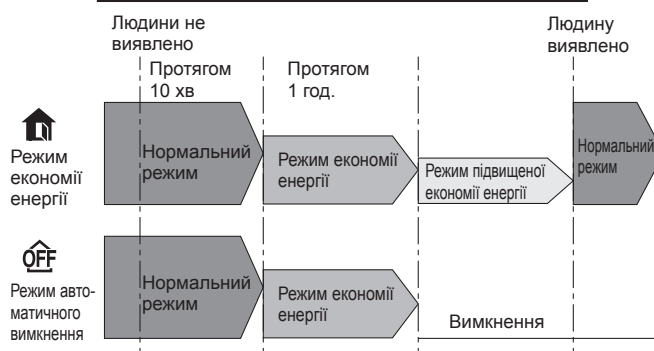 Людини не
виявлено
Людину
виявлено
Протягом
10 хв
Протягом
1 год.
Режим
економії
енергії
Нормальний
режим
Режим економії
енергії
Режим підвищеної
економії енергії
Нормальний
режим
OFF
Режим авто-
матичного
вимкнення
Нормальний
режим
Режим економії
енергії
Вимкнення